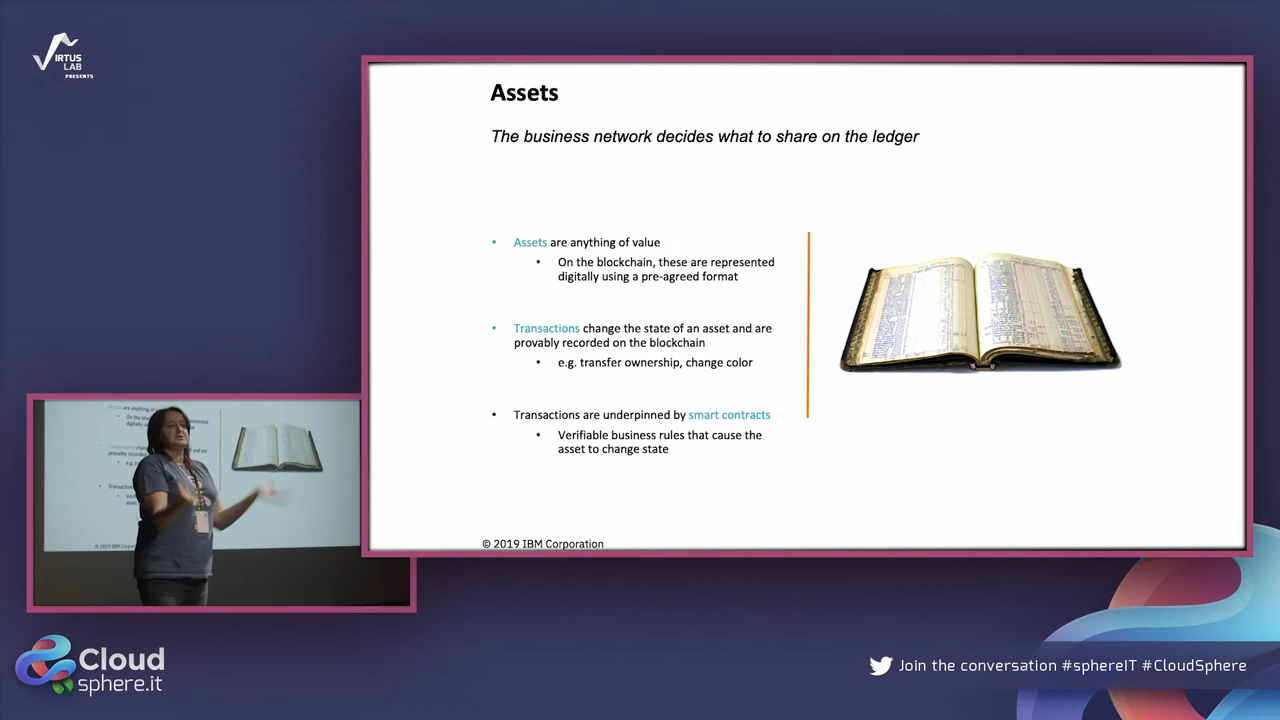 VIRTUS
LAB
PRESENTS
Assets
The business network decides what to share on the ledger
• Assets are anything of value
• On the blockchain, these are represented
digitally using a pre-agreed format
• Transactions change the state of an asset and are
provably recorded on the blockchain
• e.g. transfer ownership, change color
• Transactions are underpinned by smart contracts
• Verifiable business rules that cause the
asset to change state
© 2019 IBM Corporation
Cloud
sphere.it
Join the conversation #sphereIT #CloudSphere